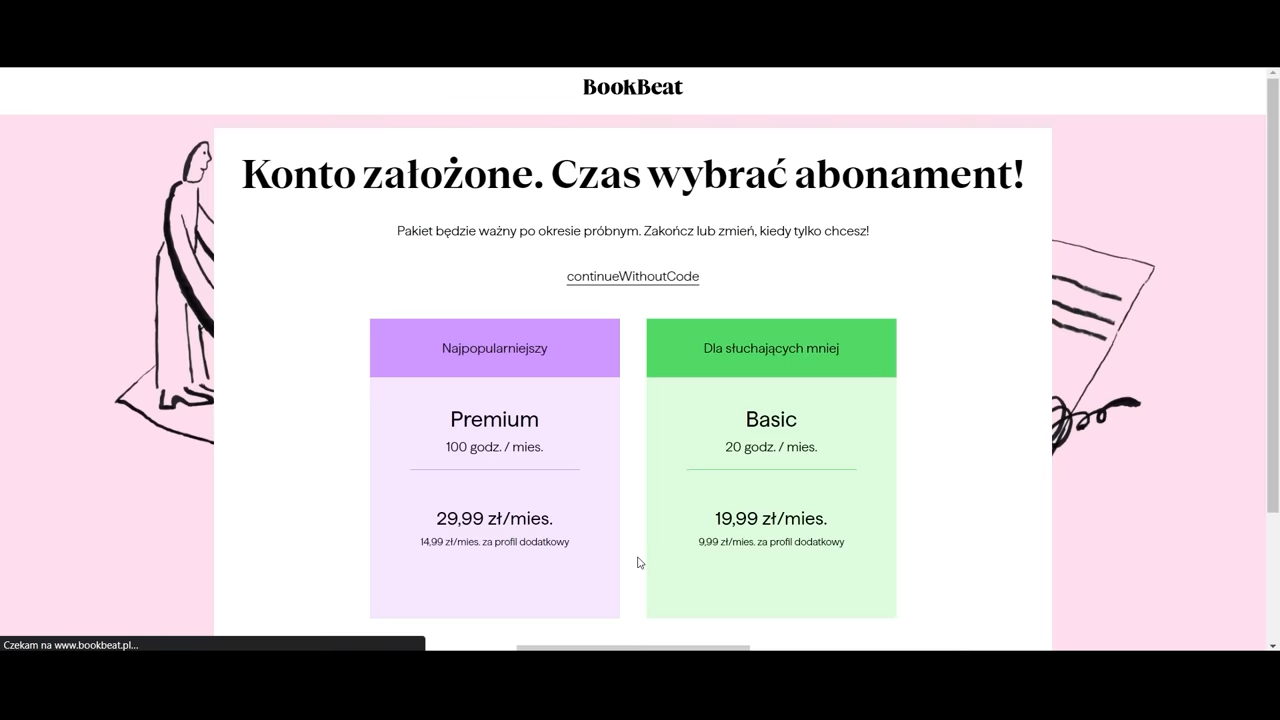 BookBeat
Konto założone. Czas wybrać abonament!
Pakiet będzie ważny po okresie próbnym. Zakończ lub zmień, kiedy tylko chcesz!
continueWithoutCode
Najpopularniejszy
Premium
100 godz. / mies.
29,99 zł/mies.
14,99 zł/mies. za profil dodatkowy
Dla słuchających mniej
Basic
20 godz. / mies.
19,99 zł/mies.
9,99 zł/mies. za profil dodatkowy
Czekam na www.bookbeat.pl...